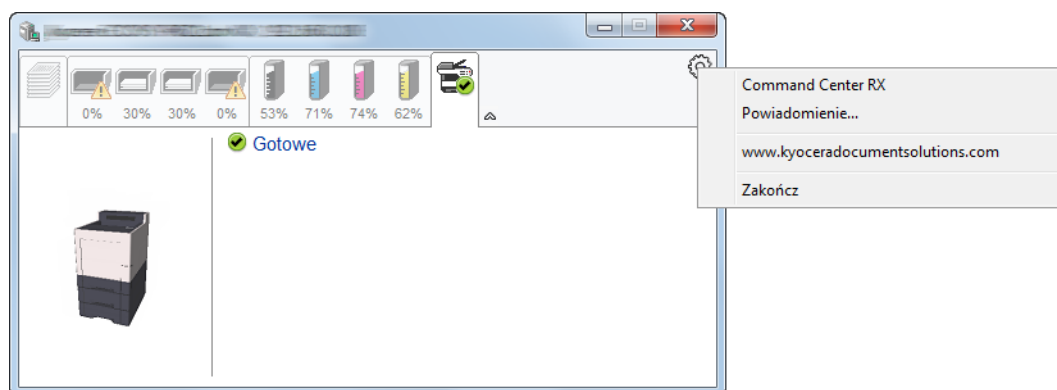 0% 30% 30% 0% 53% 71% 74% 62%
Gotowe
Command Center RX
Powiadomienie...
www.kyoceradocumentsolutions.com
Zakończ